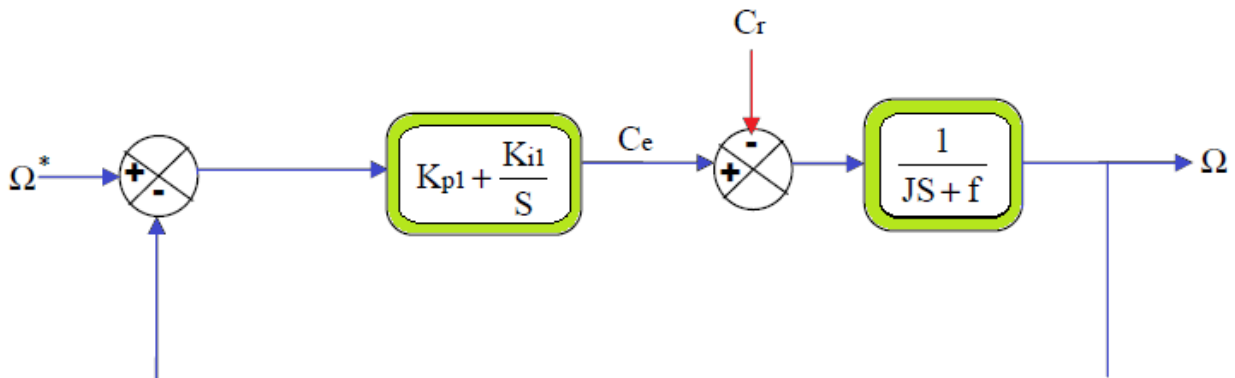 Cr
Ω*
+
-
Kp1 + Ki1/S
Ce
-
+
1/(JS + f)
Ω